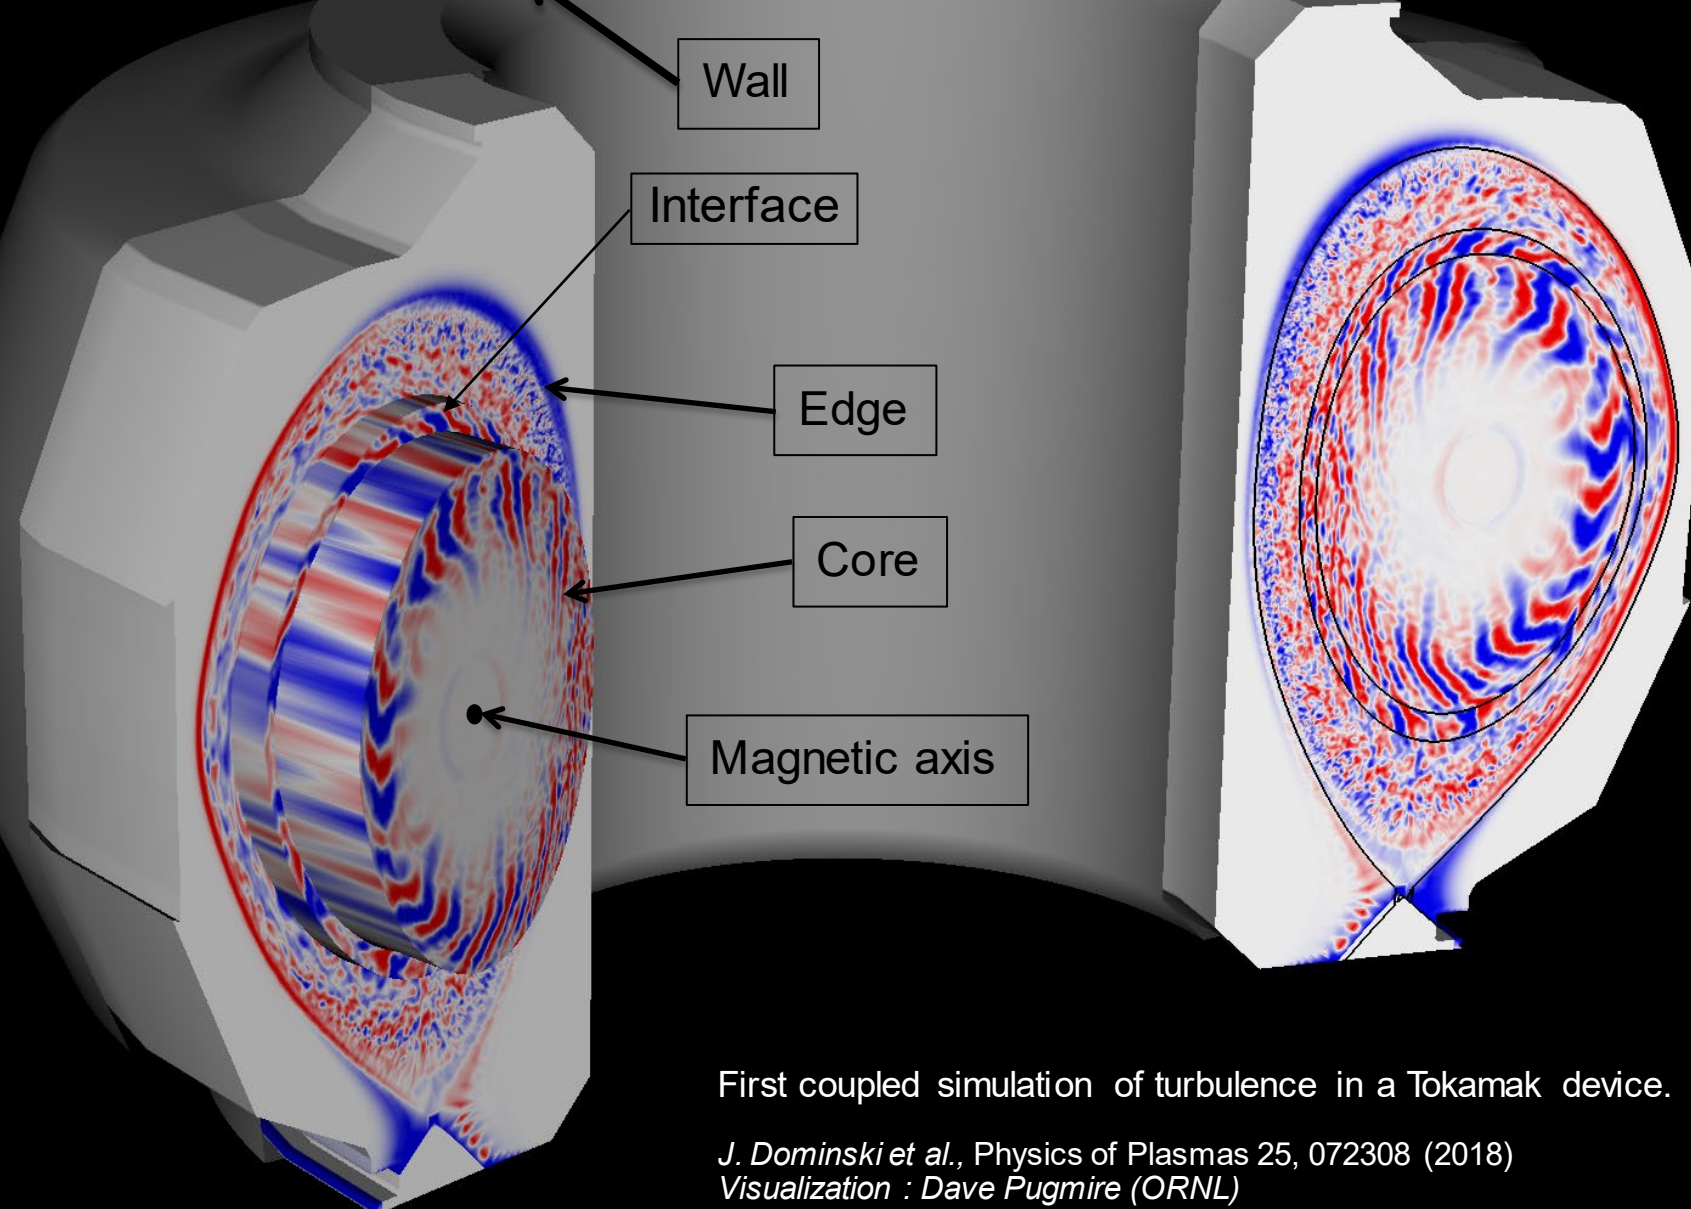 Wall
Interface
Edge
Core
Magnetic axis
First coupled simulation of turbulence in a Tokamak device.
J. Dominski et al., Physics of Plasmas 25, 072308 (2018)
Visualization : Dave Pugmire (ORNL)